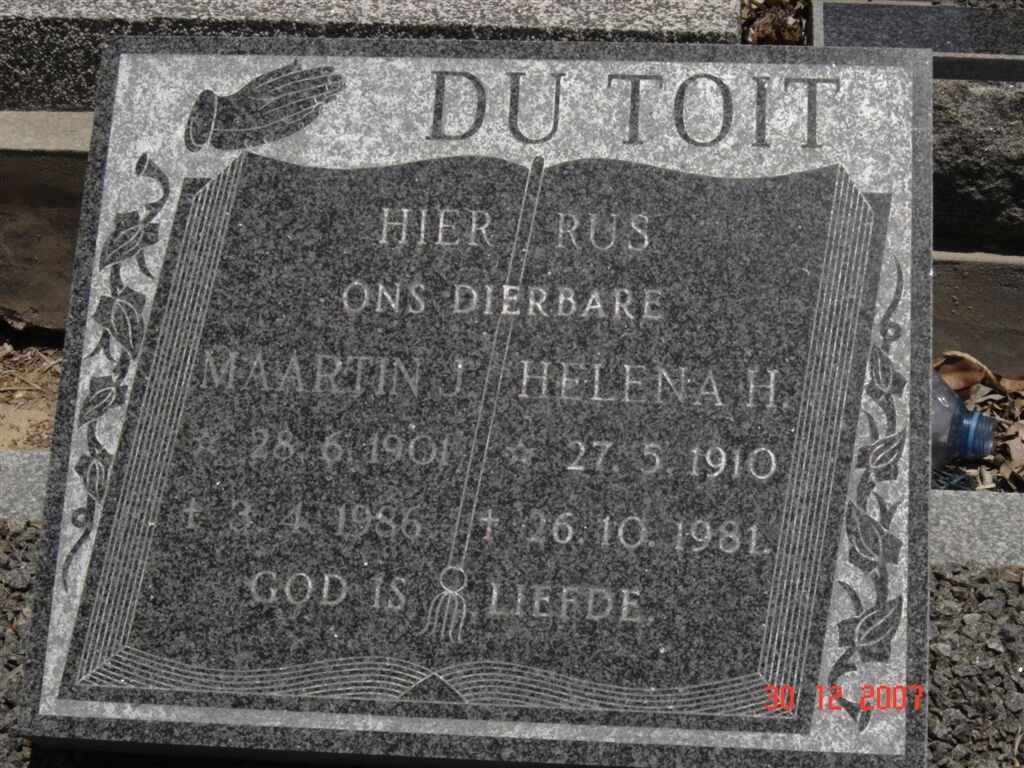 DU TOIT
HIER RUS
ONS DIERBARE
MAARTIN J. HELENA H.
☆ 28.6.1901 ☆ 27.5.1910
† 3.4.1986 † 26.10.1981.
GOD IS LIEFDE.
30 12 2007